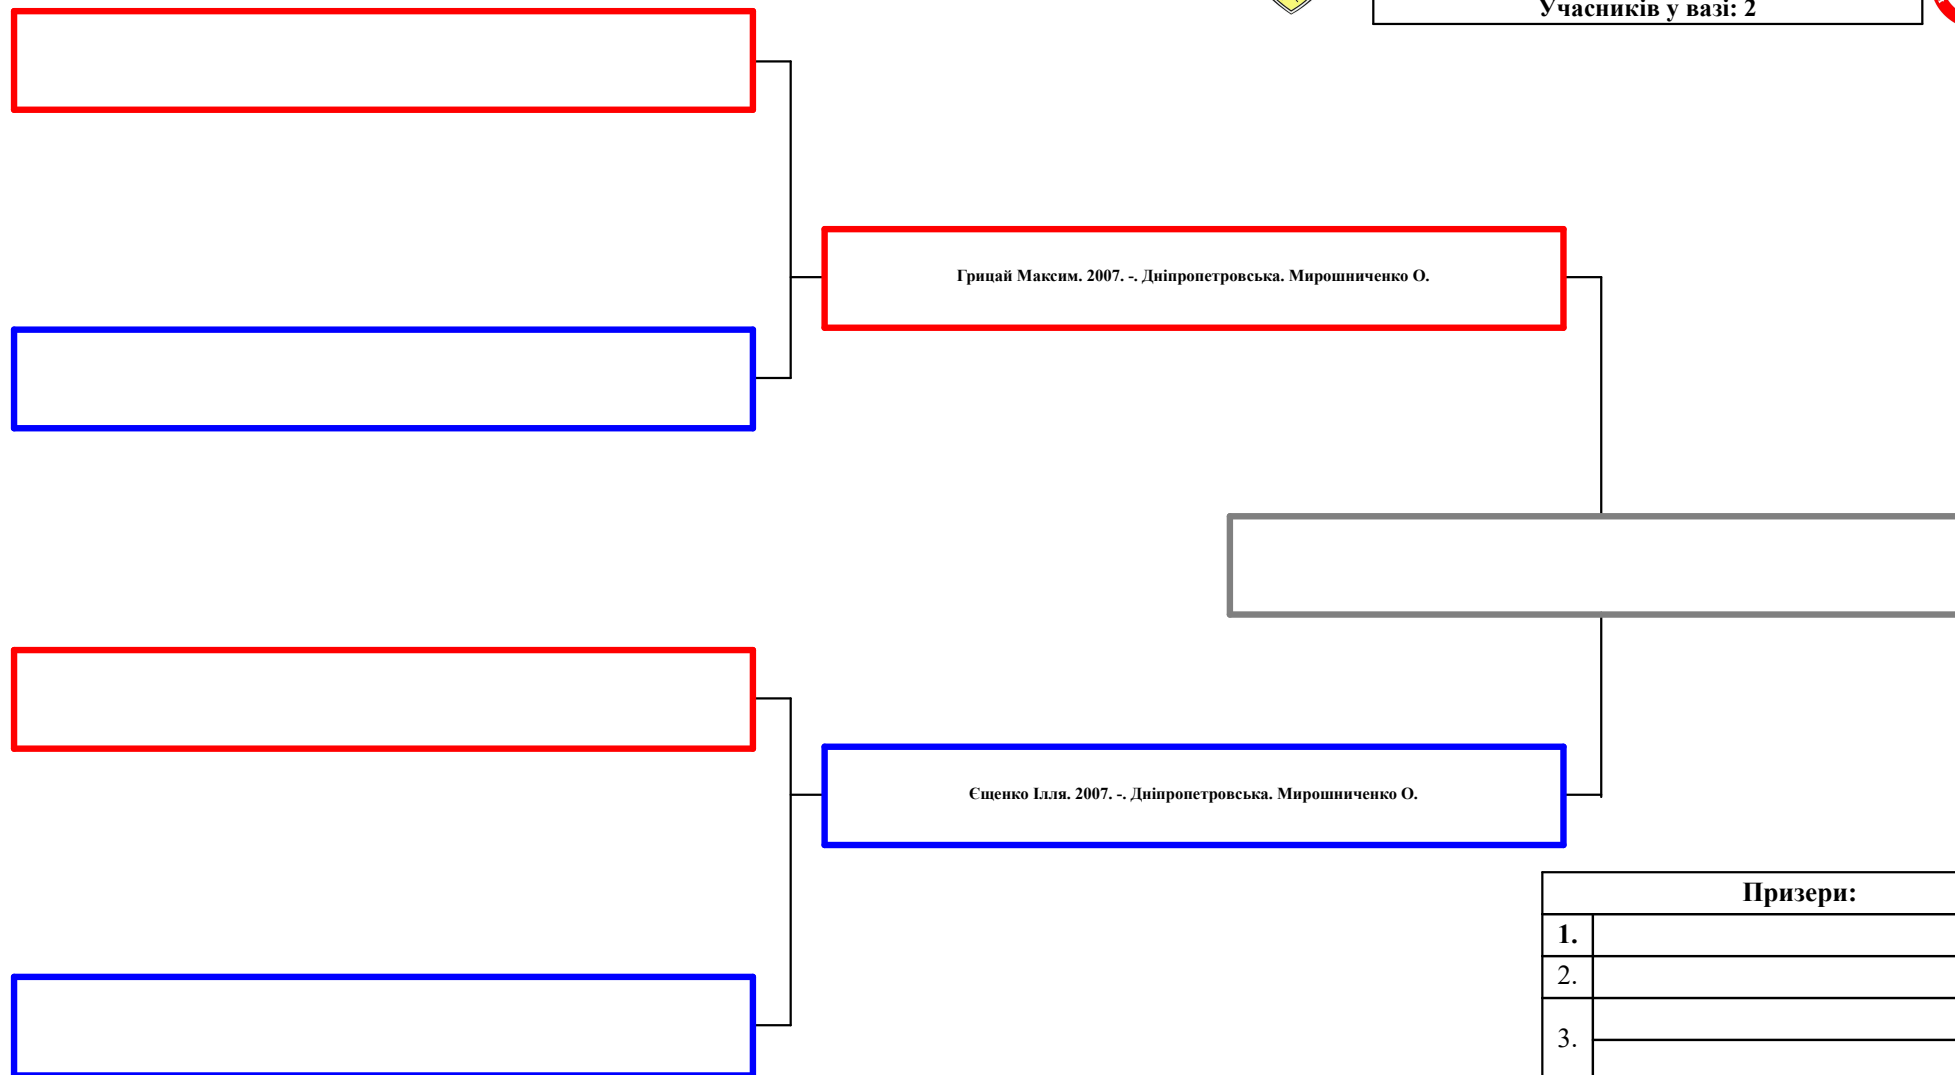 Учасників у вазі: 2
Грицай Максим. 2007. -. Дніпропетровська. Мирошниченко О.
Єщенко Ілля. 2007. -. Дніпропетровська. Мирошниченко О.
Призери:
1.
2.
3.